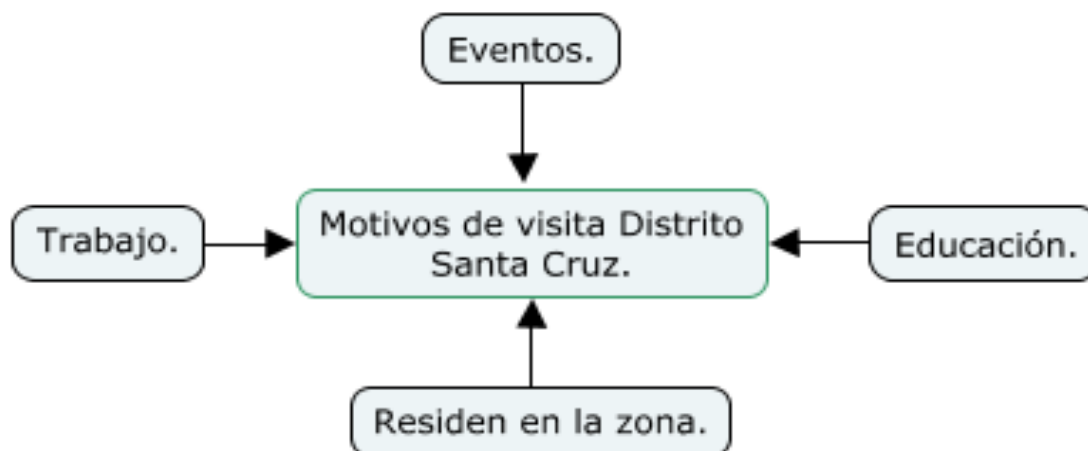 Eventos.
Trabajo.
Motivos de visita Distrito
Santa Cruz.
Educación.
Residen en la zona.